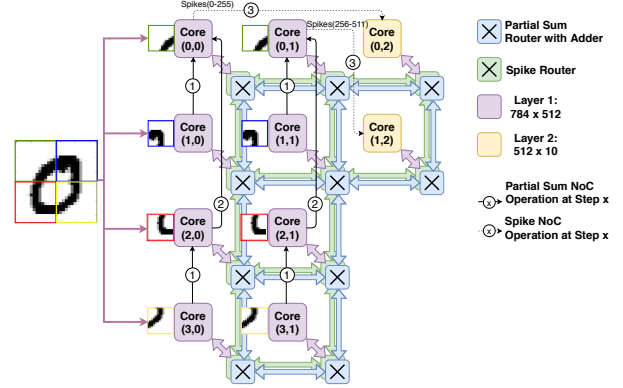 Spikes(0-255)
3
Spikes(256-511)
Core
(0,0)
Core
(0,1)
Core
(0,2)
3
1
1
Core
(1,0)
Core
(1,1)
Core
(1,2)
2
2
Core
(2,0)
Core
(2,1)
1
1
Core
(3,0)
Core
(3,1)
Partial Sum
Router with Adder
Spike Router
Layer 1:
784 x 512
Layer 2:
512 x 10
x
Partial Sum NoC
Operation at Step x
x
Spike NoC
Operation at Step x